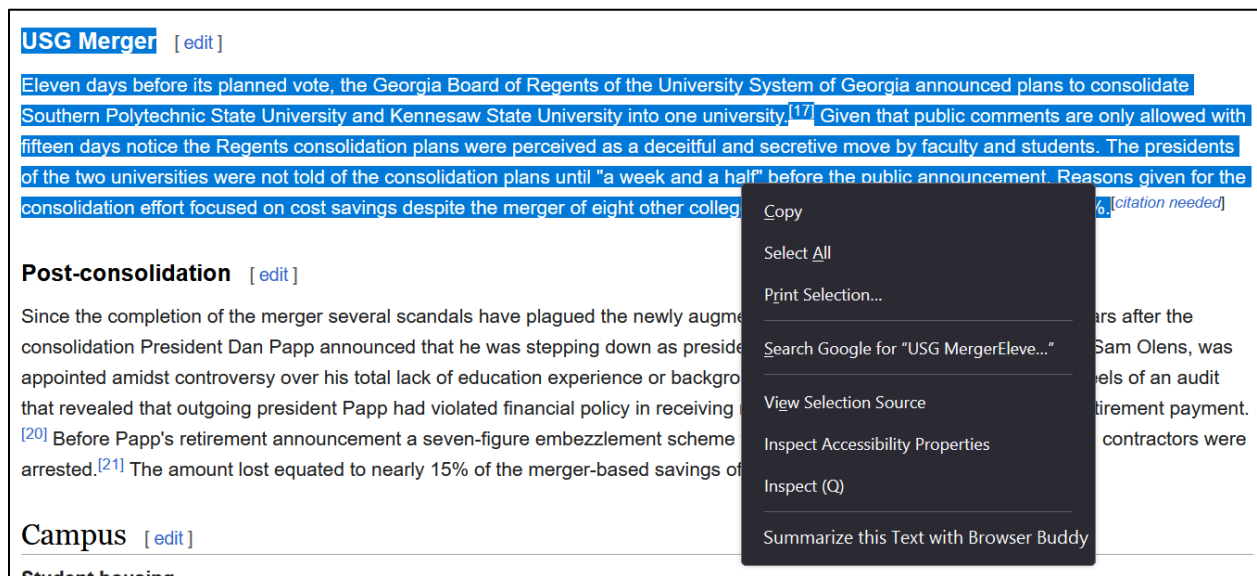 USG Merger [ edit ]
Eleven days before its planned vote, the Georgia Board of Regents of the University System of Georgia announced plans to consolidate
Southern Polytechnic State University and Kennesaw State University into one university.[17] Given that public comments are only allowed with
fifteen days notice the Regents consolidation plans were perceived as a deceitful and secretive move by faculty and students. The presidents
of the two universities were not told of the consolidation plans until "a week and a half" before the public announcement. Reasons given for the
consolidation effort focused on cost savings despite the merger of eight other colleg %.[citation needed]
Post-consolidation [ edit ]
Since the completion of the merger several scandals have plagued the newly augme ars after the
consolidation President Dan Papp announced that he was stepping down as preside Sam Olens, was
appointed amidst controversy over his total lack of education experience or backgro els of an audit
that revealed that outgoing president Papp had violated financial policy in receiving tirement payment.
[20] Before Papp's retirement announcement a seven-figure embezzlement scheme contractors were
arrested.[21] The amount lost equated to nearly 15% of the merger-based savings of
Campus [ edit ]
Student housing
Copy
Select All
Print Selection...
Search Google for “USG MergerEleve...”
View Selection Source
Inspect Accessibility Properties
Inspect (Q)
Summarize this Text with Browser Buddy